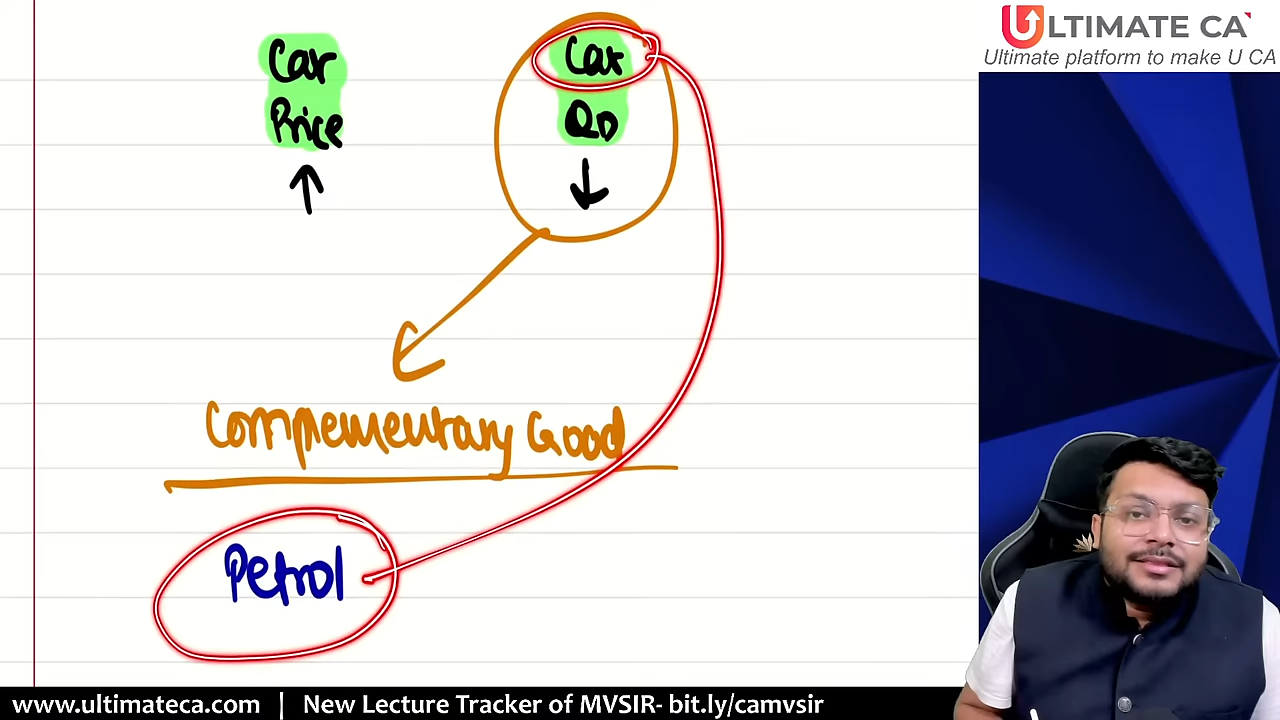 Car
Price
↑
Car
QD
↓
Complementary Good
Petrol
ULTIMATE CA
Ultimate platform to make U CA
www.ultimateca.com | New Lecture Tracker of MVSIR- bit.ly/camvsir